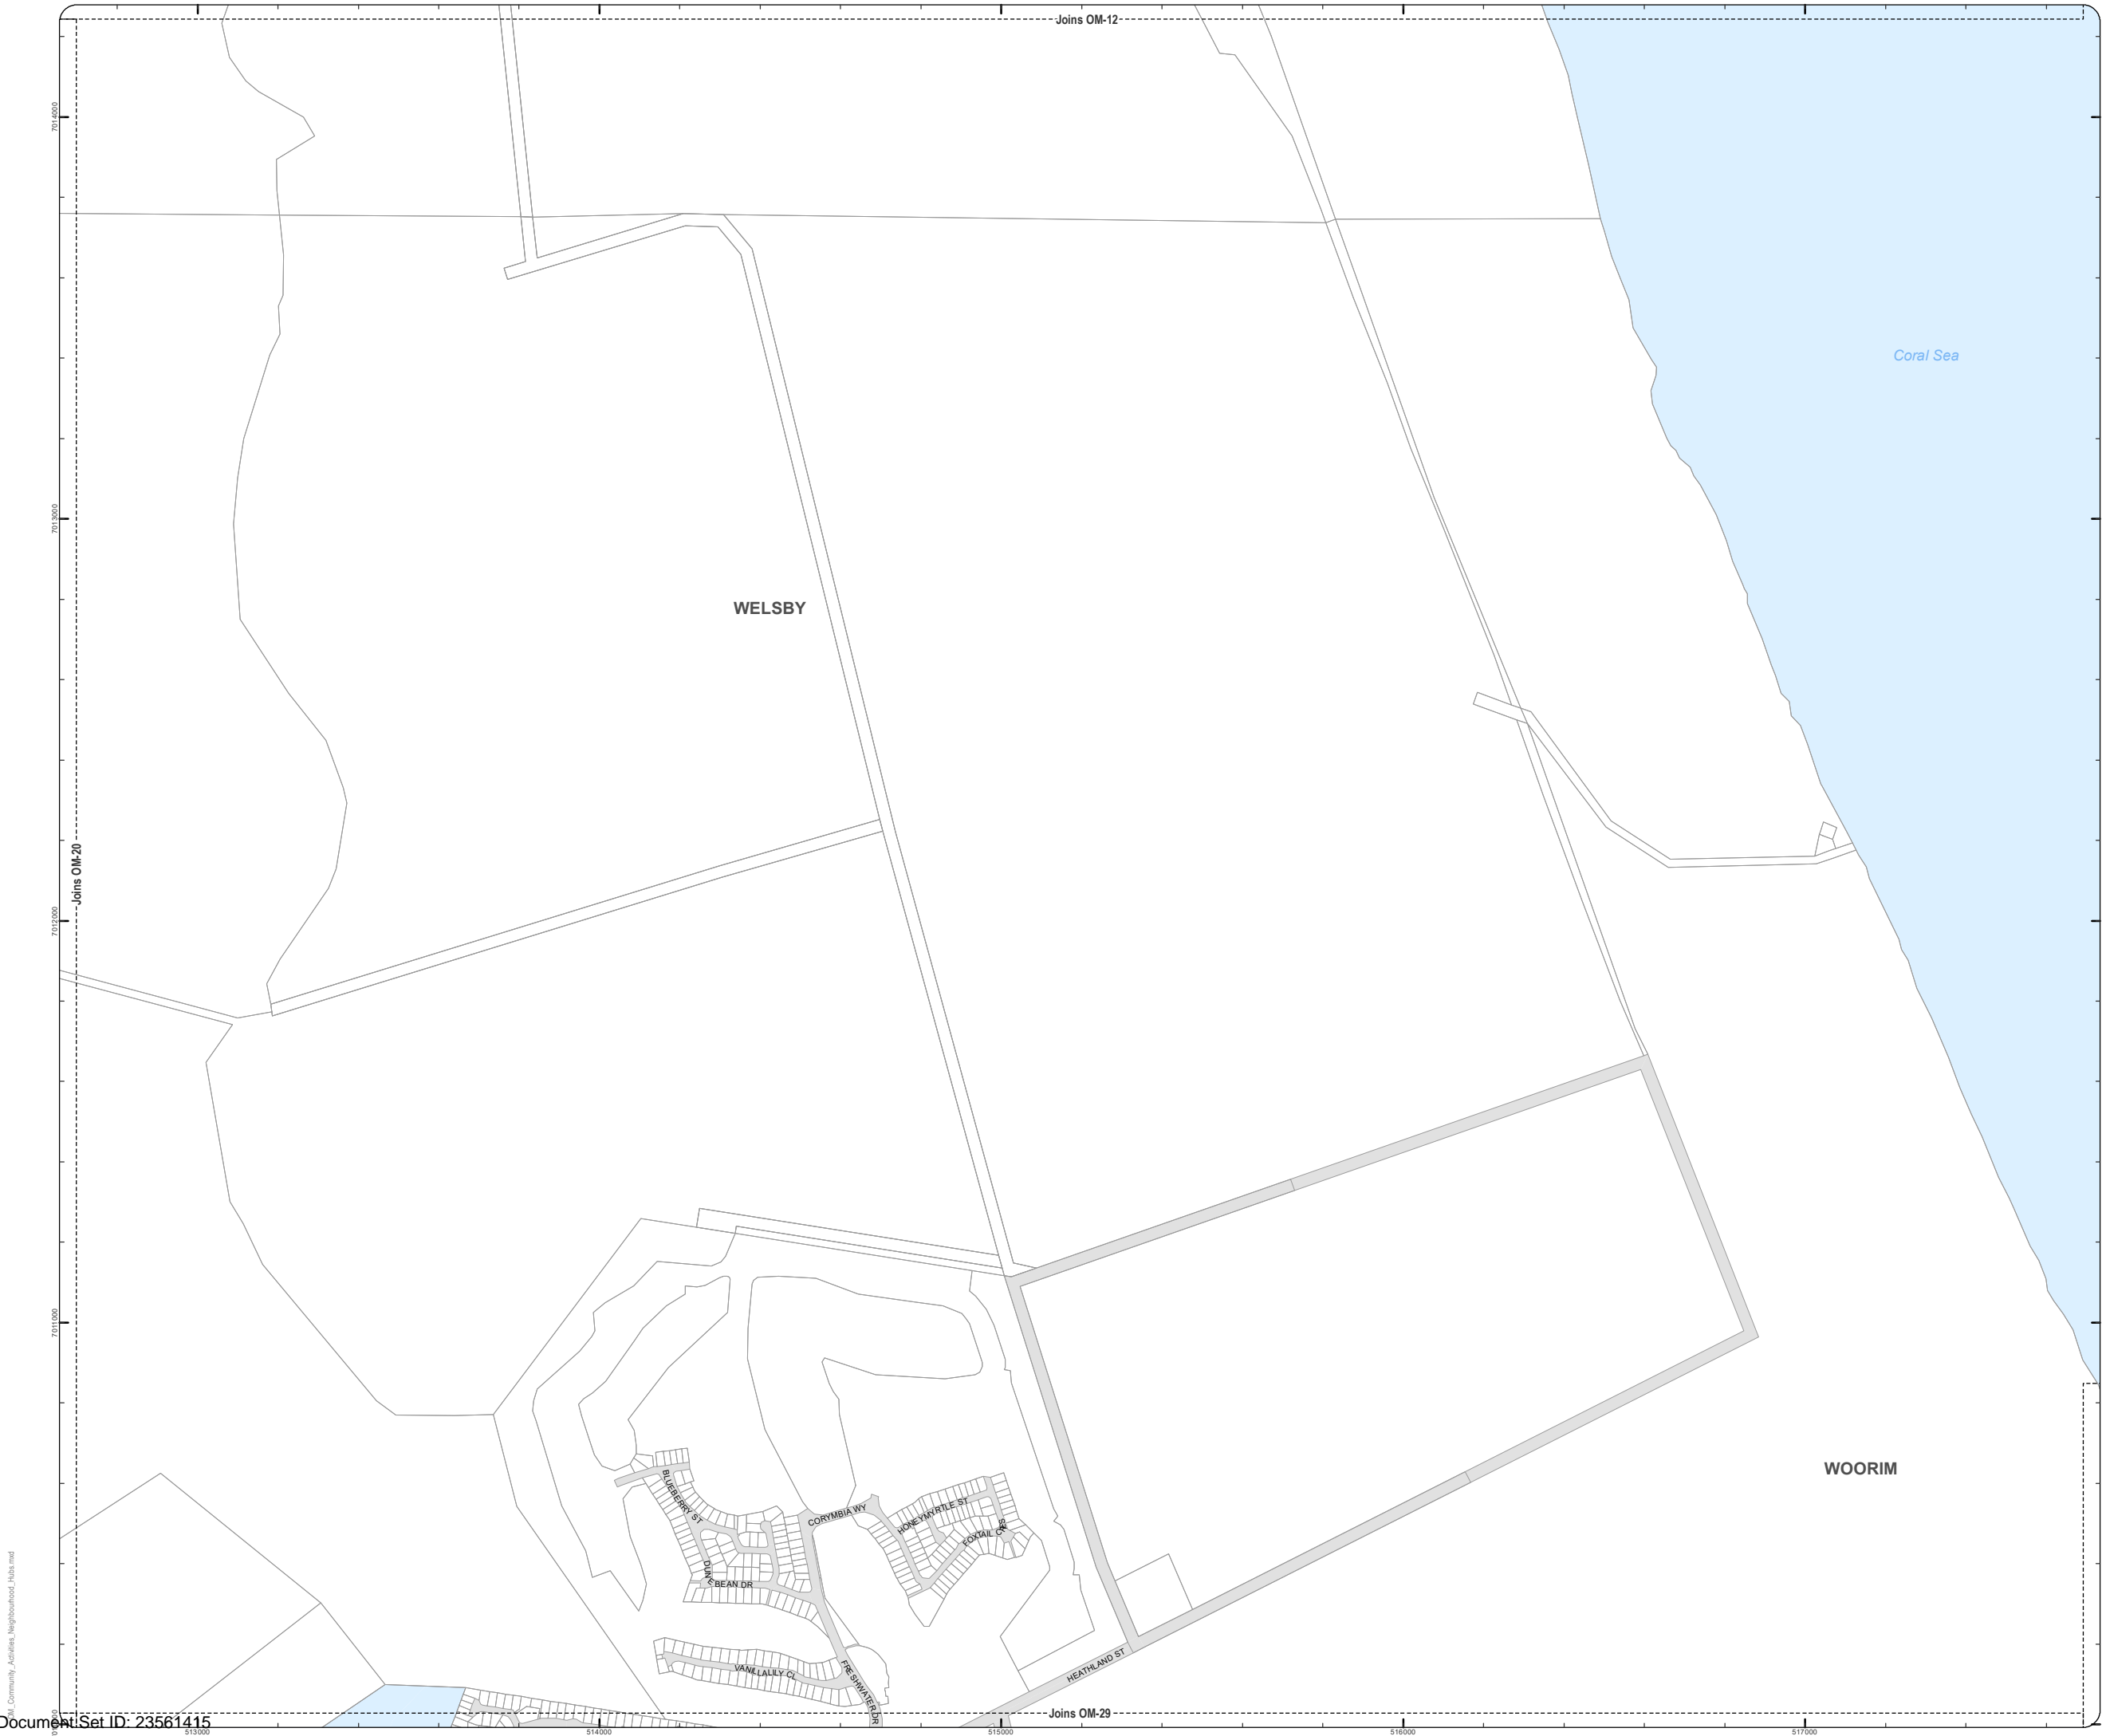 Joins OM-12
7014000
Coral Sea
7013000
WELSBY
Joins OM-20
7012000
7011000
WOORIM
BLUEBERRY ST
CORYMBIA WY
HONEYMYRTLE ST
FOXTAIL CRES
DUNE BEAN DR
VANILLALILY CL
FRESHWATER DR
HEATHLAND ST
Joins OM-29
Document Set ID: 23561415
513000
514000
515000
516000
517000